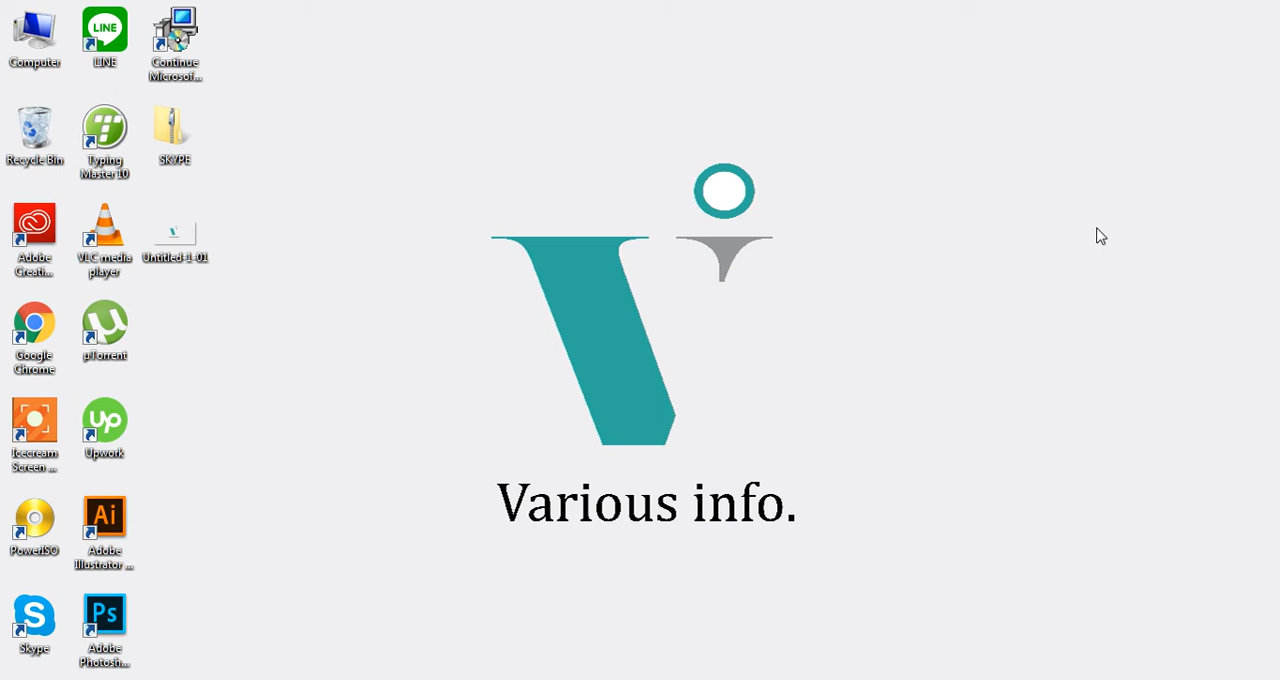 Computer
LINE
Continue
Microsof...
Recycle Bin
Typing
Master 10
SKYPE
Adobe
Creati...
VLC media
player
Untitled-1-01
Google
Chrome
µTorrent
Icecream
Screen ...
Up
Upwork
PowerISO
Ai
Adobe
Illustrator ...
S
Skype
Ps
Adobe
Photosh...
Various info.